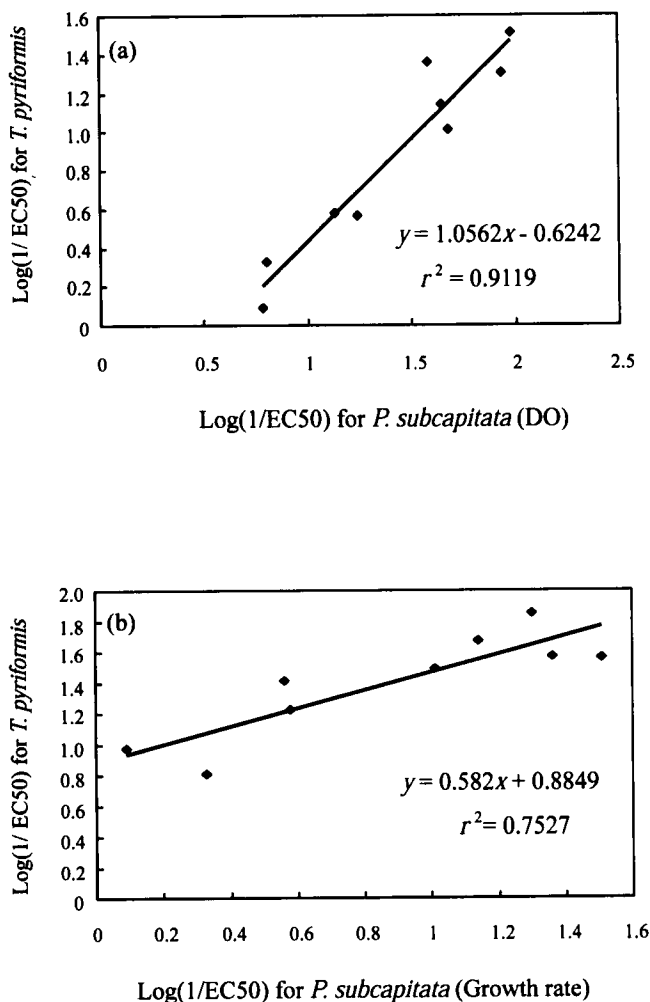 (a)
Log(1/ EC50) for T. pyriformis
1.6
1.4
1.2
1.0
0.8
0.6
0.4
0.2
0
y = 1.0562x - 0.6242
r² = 0.9119
0 0.5 1 1.5 2 2.5
Log(1/EC50) for P. subcapitata (DO)
(b)
Log(1/ EC50) for T. pyriformis
2.0
1.8
1.6
1.4
1.2
1.0
0.8
0.6
0.4
0.2
0
y = 0.582x + 0.8849
r² = 0.7527
0 0.2 0.4 0.6 0.8 1 1.2 1.4 1.6
Log(1/EC50) for P. subcapitata (Growth rate)